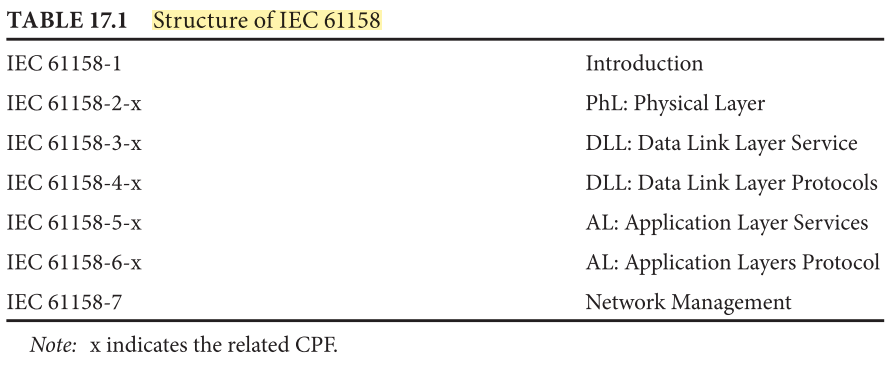 TABLE 17.1 Structure of IEC 61158
IEC 61158-1 Introduction
IEC 61158-2-x PhL: Physical Layer
IEC 61158-3-x DLL: Data Link Layer Service
IEC 61158-4-x DLL: Data Link Layer Protocols
IEC 61158-5-x AL: Application Layer Services
IEC 61158-6-x AL: Application Layers Protocol
IEC 61158-7 Network Management
Note: x indicates the related CPF.